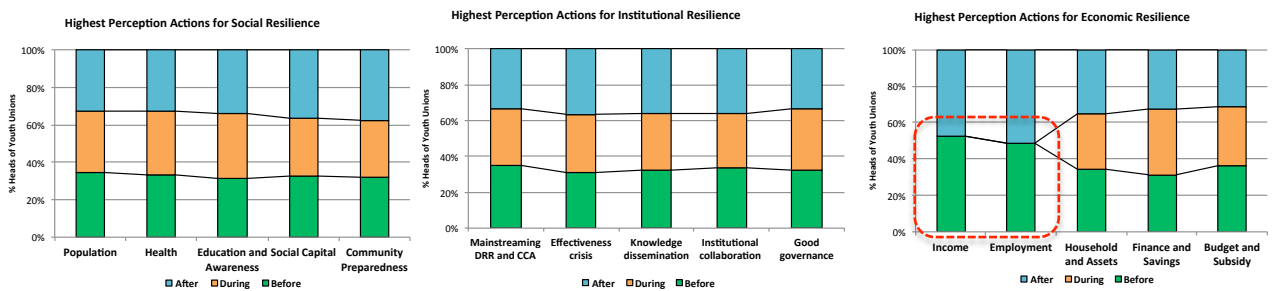 Highest Perception Actions for Social Resilience
% Heads of Youth Unions
100%
80%
60%
40%
20%
0%
Population
Health
Education and
Awareness
Social Capital
Community
Preparedness
After
During
Before
Highest Perception Actions for Institutional Resilience
% Heads of Youth Unions
100%
80%
60%
40%
20%
0%
Mainstreaming
DRR and CCA
Effectiveness
crisis
Knowledge
dissemination
Institutional
collaboration
Good
governance
After
During
Before
Highest Perception Actions for Economic Resilience
% Heads of Youth Unions
100%
80%
60%
40%
20%
0%
Income
Employment
Household
and Assets
Finance and
Savings
Budget and
Subsidy
After
During
Before